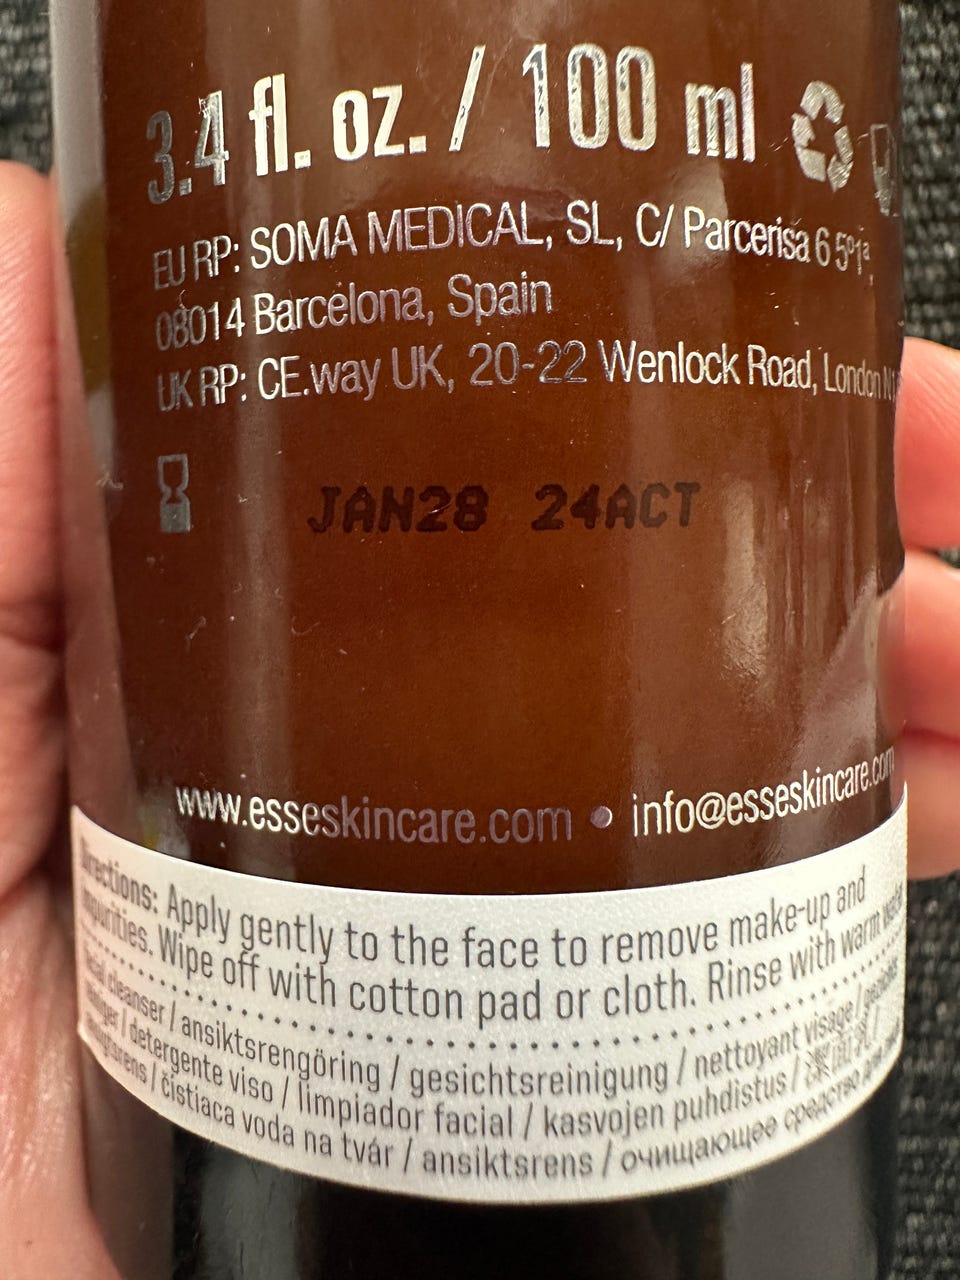 3.4 fl. oz. / 100 ml
EU RP: SOMA MEDICAL, SL, C/ Parcerisa 6 5º1ª,
08014 Barcelona, Spain
UK RP: CE.way UK, 20-22 Wenlock Road, London
JAN28 24ACT
www.esseskincare.com • info@esseskincare.com
Directions: Apply gently to the face to remove make-up and
impurities. Wipe off with cotton pad or cloth. Rinse with warm water
facial cleanser / ansiktsrengöring / gesichtsreinigung / nettoyant visage /
/ detergente viso / limpiador facial / kasvojen puhdistus /
/ čistiaca voda na tvár / ansiktsrens / очищающее средство для